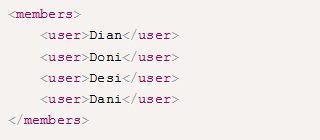 <members>
    <user>Dian</user>
    <user>Doni</user>
    <user>Desi</user>
    <user>Dani</user>
</members>